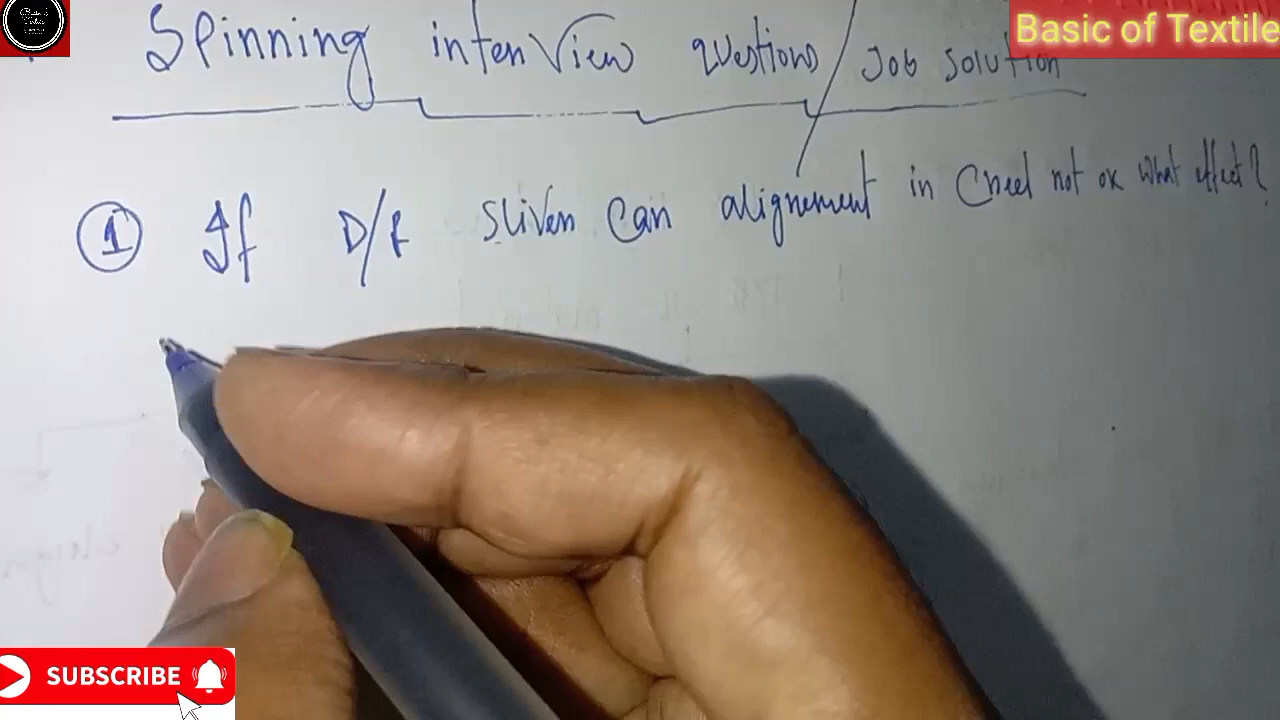 Spinning interview questions / Job solution
Basic of Textile
① If D/F Sliver Can alignement in Creel not ok what effect?
SUBSCRIBE